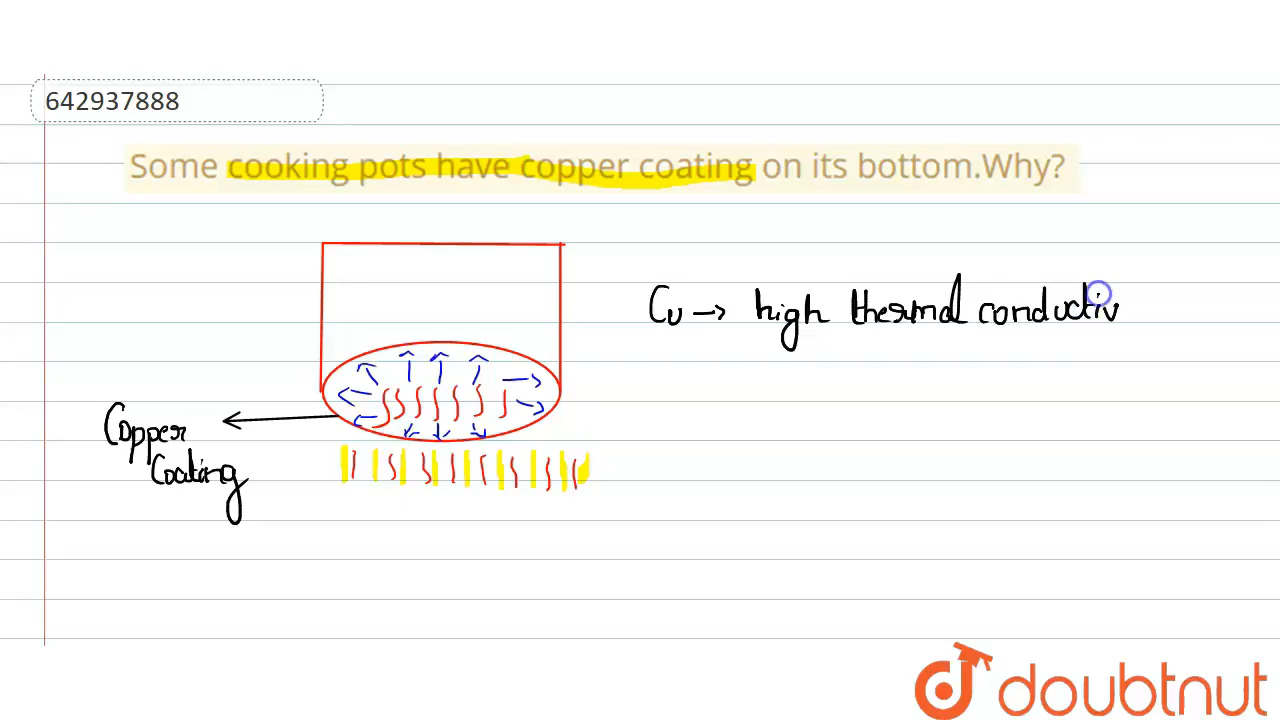 642937888
Some cooking pots have copper coating on its bottom.Why?
Cu → high thermal conductiv
Copper
Coating
doubtnut